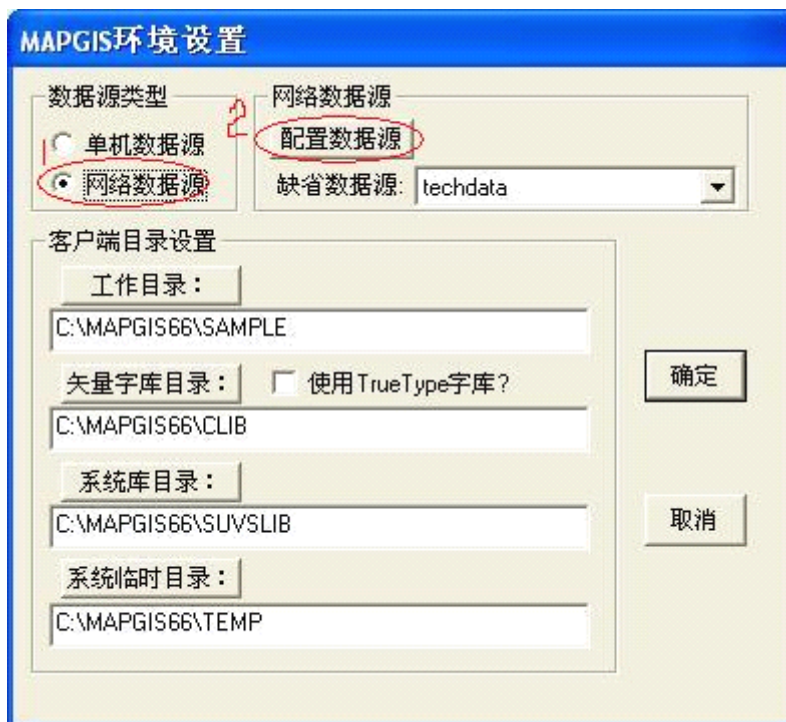 MAPGIS环境设置
数据源类型
1
单机数据源
网络数据源
网络数据源
2
配置数据源
缺省数据源: techdata
客户端目录设置
工作目录：
C:\MAPGIS66\SAMPLE
矢量字库目录： 使用TrueType字库？
C:\MAPGIS66\CLIB
系统库目录：
C:\MAPGIS66\SUVSLIB
系统临时目录：
C:\MAPGIS66\TEMP
确定
取消